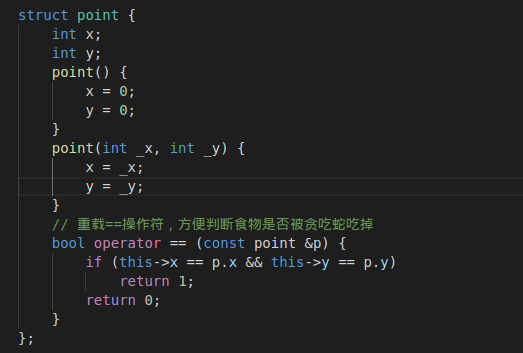 struct point {
    int x;
    int y;
    point() {
        x = 0;
        y = 0;
    }
    point(int _x, int _y) {
        x = _x;
        y = _y;
    }
    // 重载==操作符，方便判断食物是否被贪吃蛇吃掉
    bool operator == (const point &p) {
        if (this->x == p.x && this->y == p.y)
            return 1;
        return 0;
    }
};